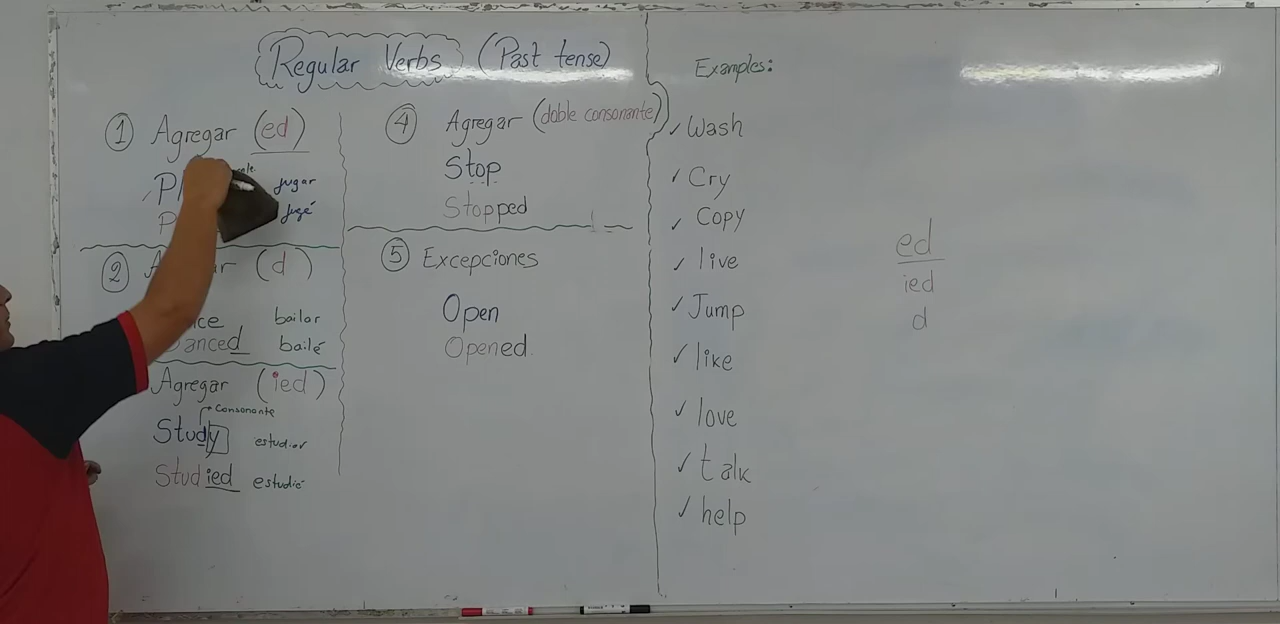 Regular Verbs (Past tense)
① Agregar (ed)
jugar
jugé
② (d)
bailar
Danced bailé
Agregar (ied)
Consonante
Study estudiar
Studied estudié
④ Agregar (doble consonante)
Stop
Stopped
⑤ Excepciones
Open
Opened
Examples:
✓ Wash
✓ Cry
✓ Copy
✓ live
✓ Jump
✓ like
✓ love
✓ talk
✓ help
ed
ied
d